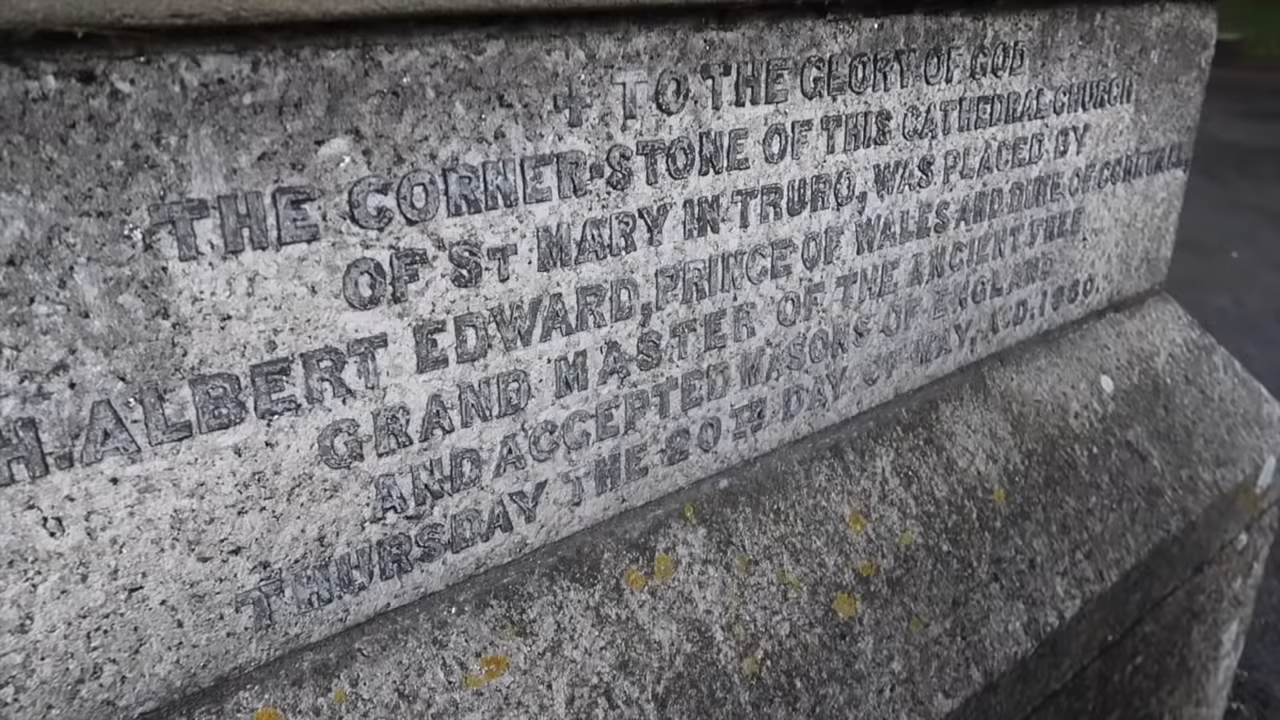 + TO THE GLORY OF GOD
THE CORNER-STONE OF THIS CATHEDRAL CHURCH
OF ST MARY IN TRURO, WAS PLACED BY
H. ALBERT EDWARD, PRINCE OF WALES AND DUKE OF CORNWALL,
GRAND MASTER OF THE ANCIENT FREE
AND ACCEPTED MASONS OF ENGLAND
THURSDAY THE 20TH DAY OF MAY, A.D. 1880.